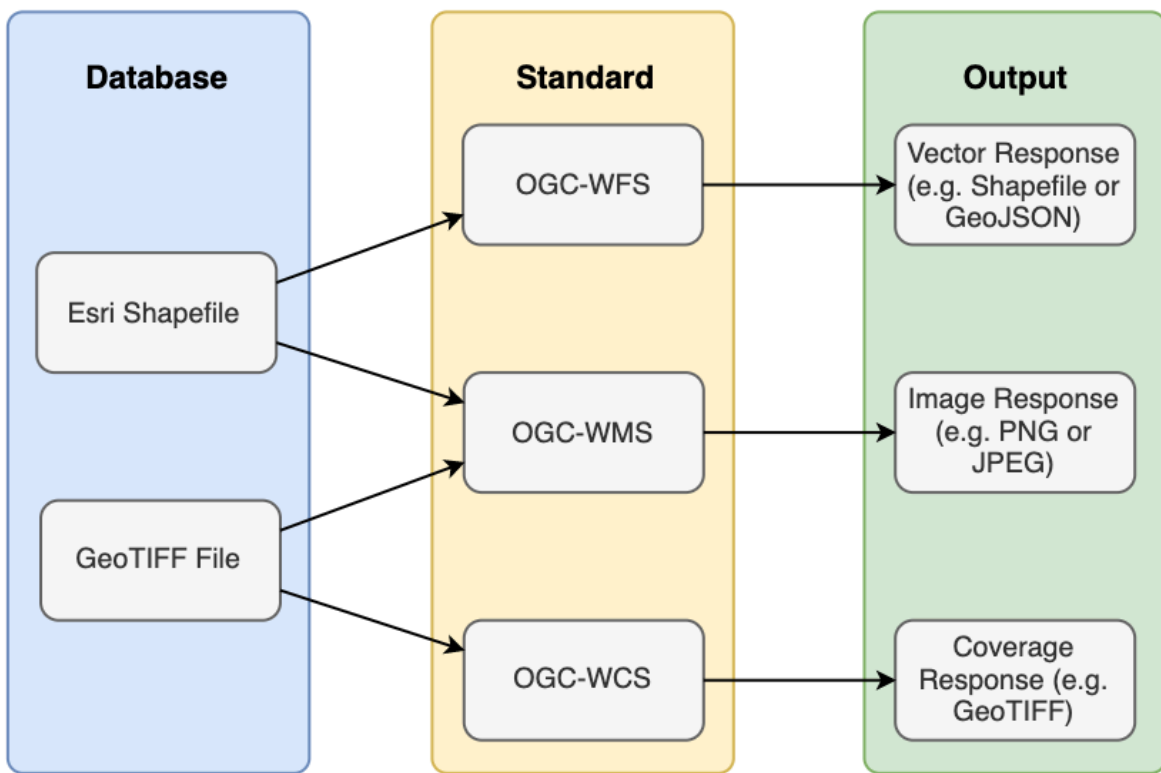 Database
Standard
Output
Esri Shapefile
GeoTIFF File
OGC-WFS
OGC-WMS
OGC-WCS
Vector Response
(e.g. Shapefile or
GeoJSON)
Image Response
(e.g. PNG or
JPEG)
Coverage
Response (e.g.
GeoTIFF)